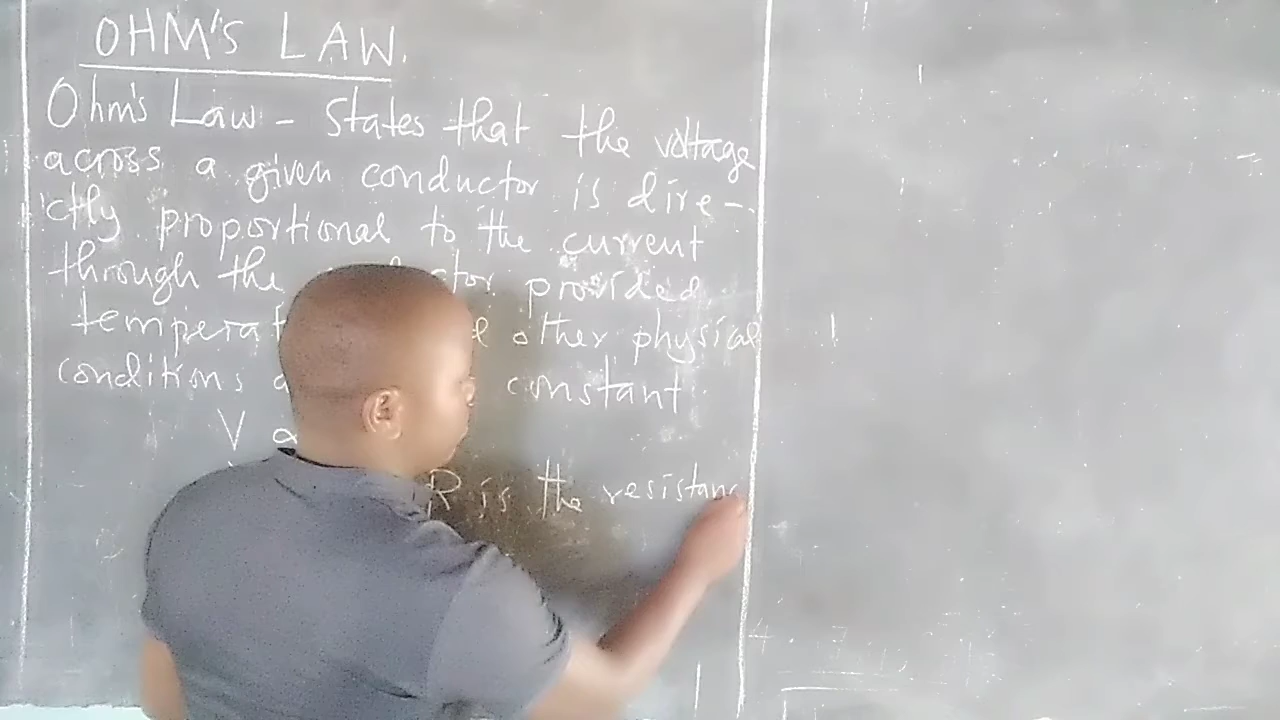 OHM'S LAW.
Ohm's Law - States that the voltage
across a given conductor is dire-
ctly proportional to the current
through the provided
other physical
conditions constant.
V α
R is the resistanc